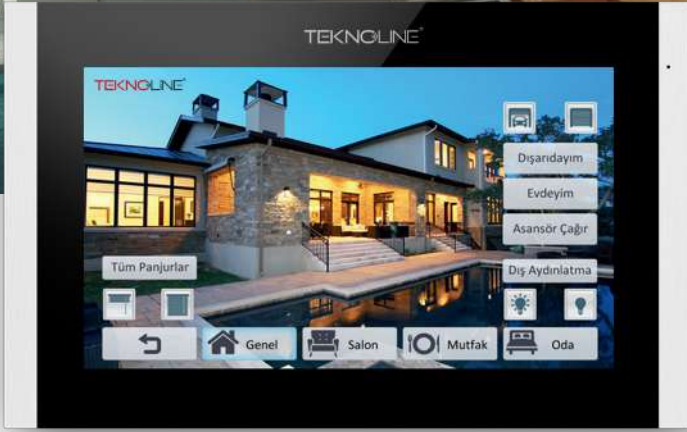 TEKNOLINE
TEKNOLINE
Dışarıdayım
Evdeyim
Asansör Çağır
Tüm Panjurlar
Dış Aydınlatma
Genel
Salon
Mutfak
Oda